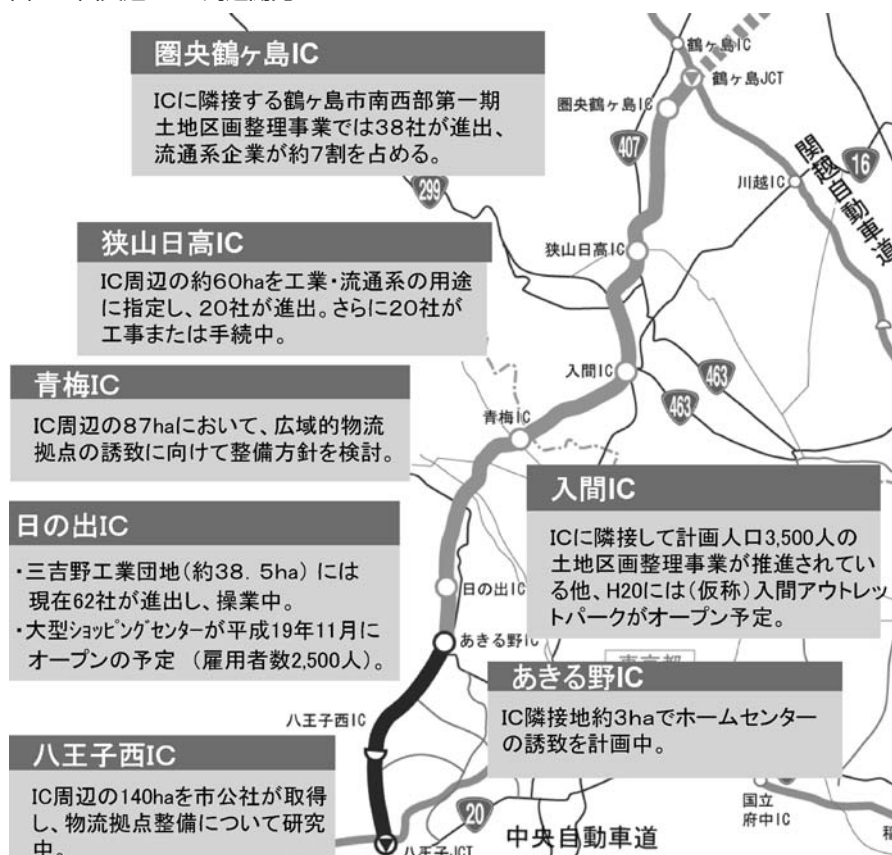 圏央鶴ヶ島IC
ICに隣接する鶴ヶ島市南西部第一期
土地区画整理事業では38社が進出、
流通系企業が約7割を占める。
鶴ヶ島IC
鶴ヶ島JCT
圏央鶴ヶ島IC
407
299
16
関越自動車道
川越IC
狭山日高IC
IC周辺の約60haを工業・流通系の用途
に指定し、20社が進出。さらに20社が
工事または手続中。
狭山日高IC
入間IC
463
463
青梅IC
IC周辺の87haにおいて、広域的物流
拠点の誘致に向けて整備方針を検討。
青梅IC
入間IC
ICに隣接して計画人口3,500人の
土地区画整理事業が推進されてい
る他、H20には(仮称)入間アウトレッ
トパークがオープン予定。
日の出IC
・三吉野工業団地(約38.5ha)には
現在62社が進出し、操業中。
・大型ショッピングセンターが平成19年11月に
オープンの予定 (雇用者数2,500人)。
日の出IC
あきる野IC
あきる野IC
IC隣接地約3haでホームセンター
の誘致を計画中。
八王子西IC
八王子西IC
IC周辺の140haを市公社が取得
し、物流拠点整備について研究
中。
20
中央自動車道
八王子JCT
国立
府中IC